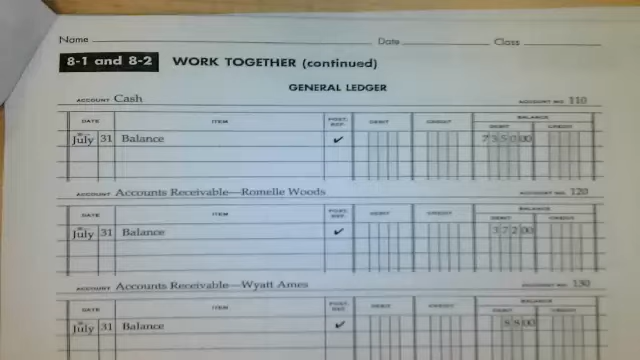 Name Date Class
8-1 and 8-2 WORK TOGETHER (continued)
GENERAL LEDGER
ACCOUNT Cash ACCOUNT NO. 110
DATE ITEM POST. REF. DEBIT CREDIT BALANCE
DEBIT CREDIT
July 31 Balance ✓ 7 3 5 0 00
ACCOUNT Accounts Receivable—Romelle Woods ACCOUNT NO. 120
DATE ITEM POST. REF. DEBIT CREDIT BALANCE
DEBIT CREDIT
July 31 Balance ✓ 3 7 2 00
ACCOUNT Accounts Receivable—Wyatt Ames ACCOUNT NO. 130
DATE ITEM POST. REF. DEBIT CREDIT BALANCE
DEBIT CREDIT
July 31 Balance ✓ 8 8 00